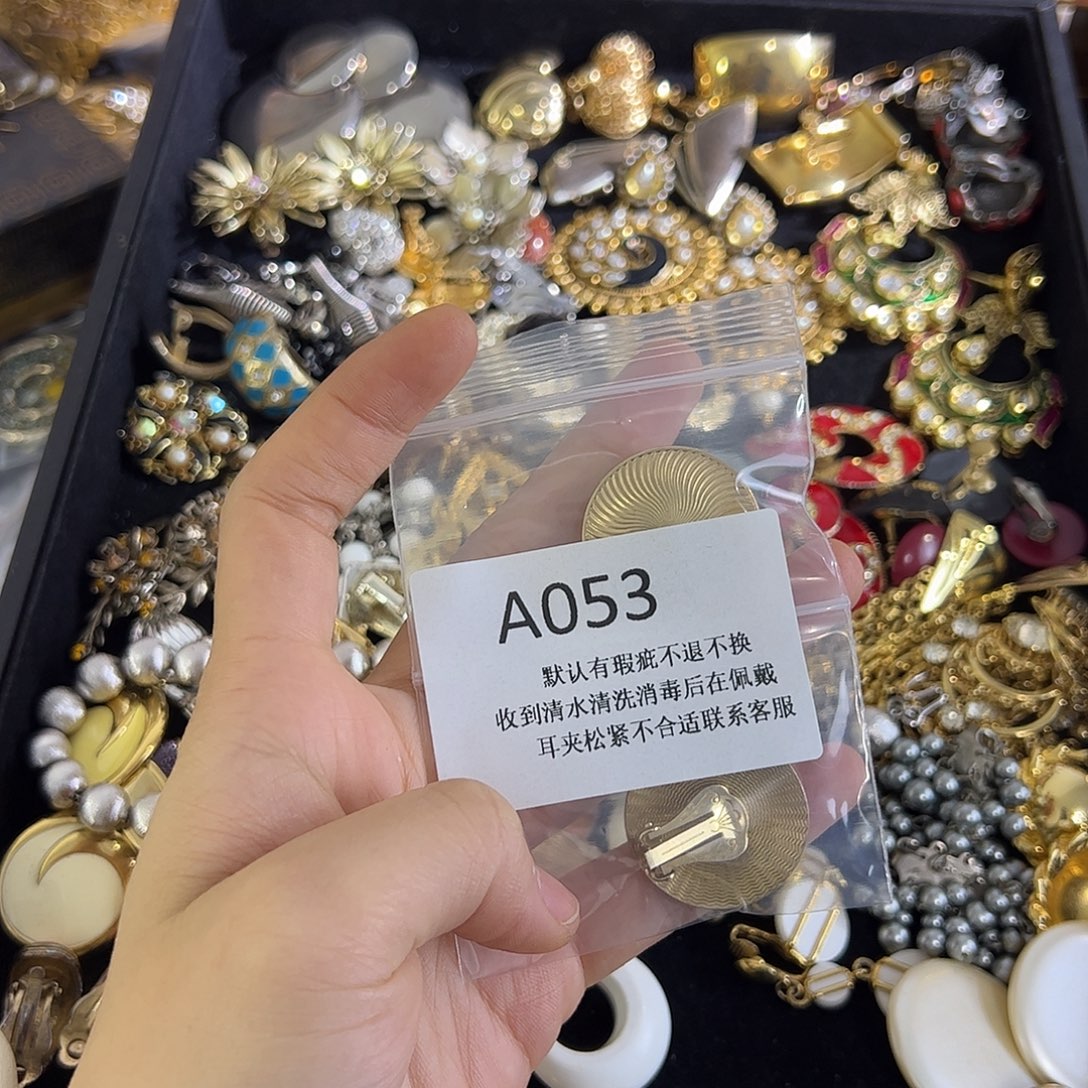 A053
默认有瑕疵不退不换
收到清水清洗消毒后在佩戴
耳夹松紧不合适联系客服